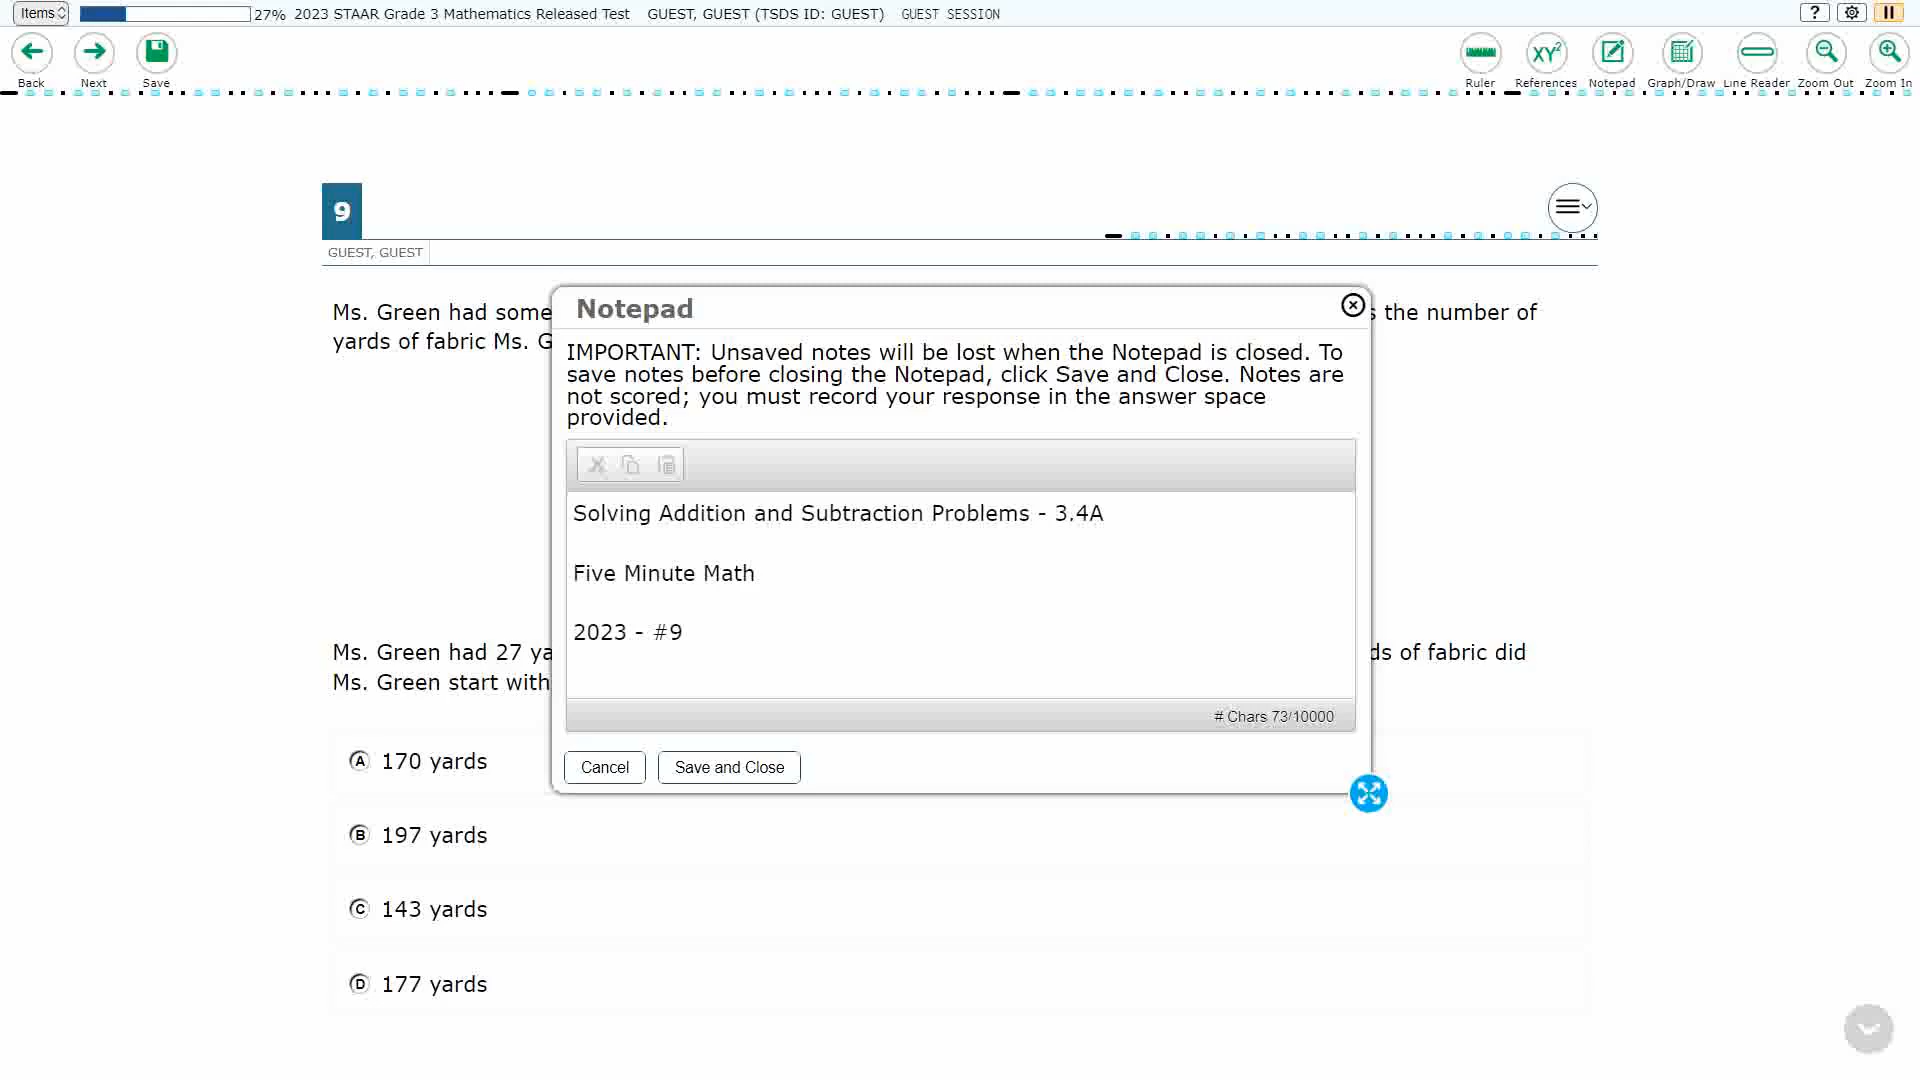 Items 27% 2023 STAAR Grade 3 Mathematics Released Test GUEST, GUEST (TSDS ID: GUEST) GUEST SESSION ?
Back Next Save Ruler References Notepad Graph/Draw Line Reader Zoom Out Zoom In
XY²
9
GUEST, GUEST
Ms. Green had some the number of
yards of fabric Ms.
Notepad
IMPORTANT: Unsaved notes will be lost when the Notepad is closed. To
save notes before closing the Notepad, click Save and Close. Notes are
not scored; you must record your response in the answer space
provided.
Solving Addition and Subtraction Problems - 3.4A
Five Minute Math
2023 - #9
# Chars 73/10000
Cancel Save and Close
Ms. Green had 27 of fabric did
Ms. Green start with
A 170 yards
B 197 yards
C 143 yards
D 177 yards